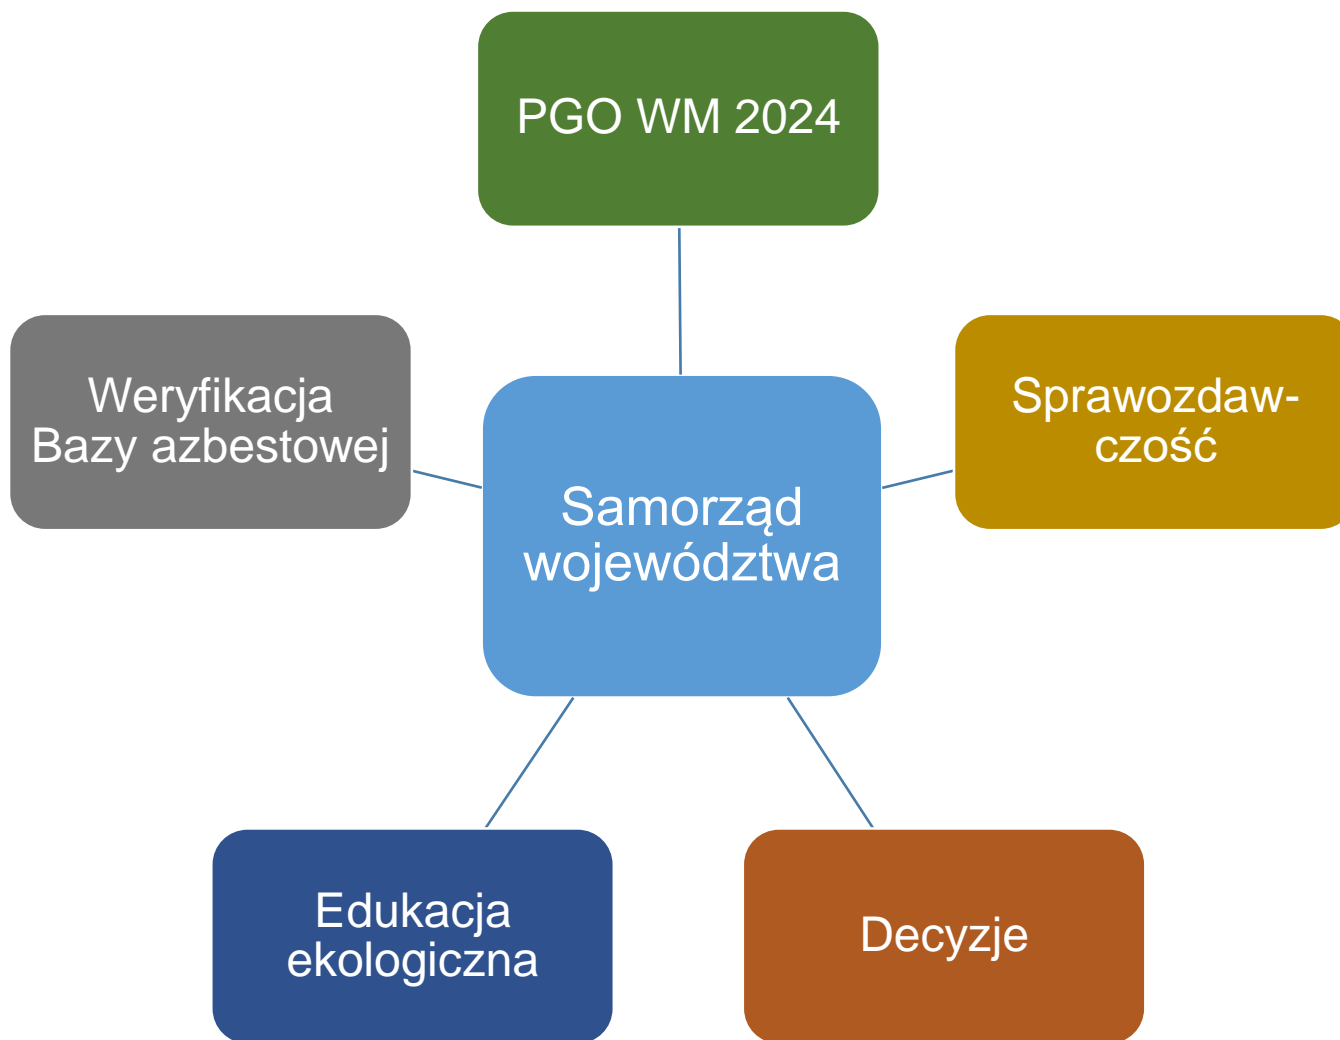 PGO WM 2024
Weryfikacja
Bazy azbestowej
Sprawozdaw-
czość
Samorząd
województwa
Edukacja
ekologiczna
Decyzje